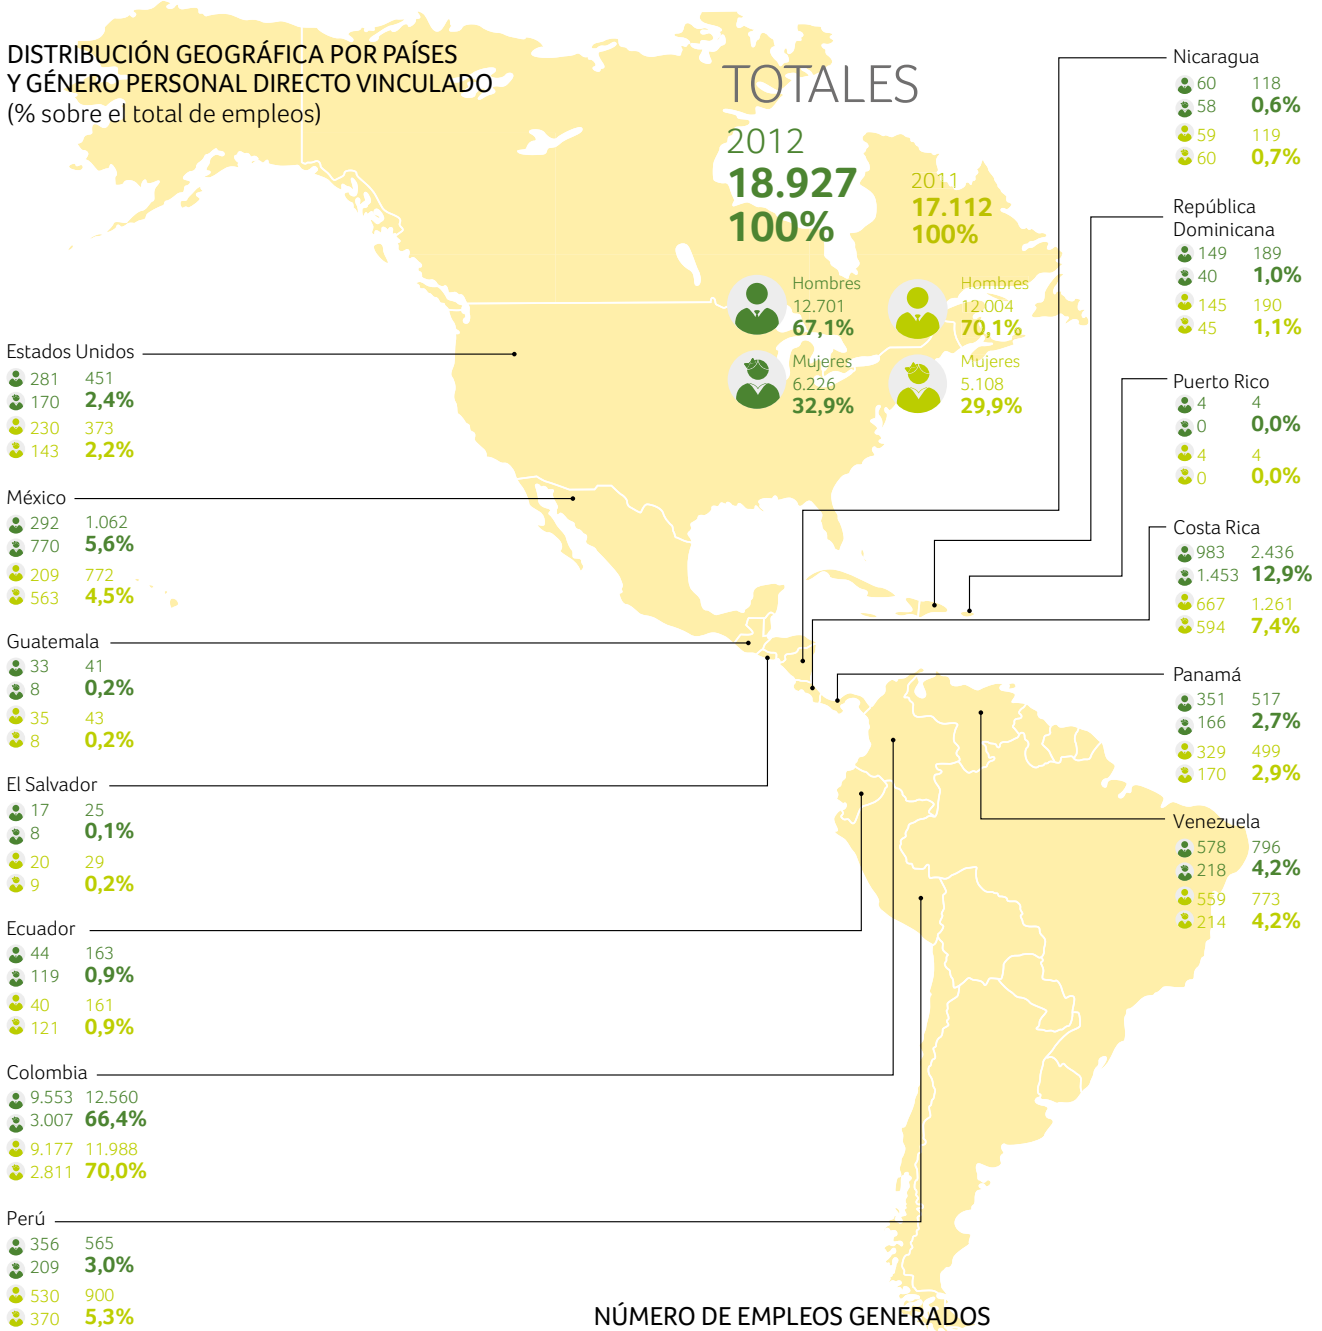 DISTRIBUCIÓN GEOGRÁFICA POR PAÍSES
Y GÉNERO PERSONAL DIRECTO VINCULADO
(% sobre el total de empleos)
TOTALES
2012
18.927
100%
2011
17.112
100%
Hombres
12.701
67,1%
Hombres
12.004
70,1%
Mujeres
6.226
32,9%
Mujeres
5.108
29,9%
Estados Unidos
281 451
170 2,4%
230 373
143 2,2%
México
292 1.062
770 5,6%
209 772
563 4,5%
Guatemala
33 41
8 0,2%
35 43
8 0,2%
El Salvador
17 25
8 0,1%
20 29
9 0,2%
Ecuador
44 163
119 0,9%
40 161
121 0,9%
Colombia
9.553 12.560
3.007 66,4%
9.177 11.988
2.811 70,0%
Perú
356 565
209 3,0%
530 900
370 5,3%
Nicaragua
60 118
58 0,6%
59 119
60 0,7%
República
Dominicana
149 189
40 1,0%
145 190
45 1,1%
Puerto Rico
4 4
0 0,0%
4 4
0 0,0%
Costa Rica
983 2.436
1.453 12,9%
667 1.261
594 7,4%
Panamá
351 517
166 2,7%
329 499
170 2,9%
Venezuela
578 796
218 4,2%
559 773
214 4,2%
NÚMERO DE EMPLEOS GENERADOS